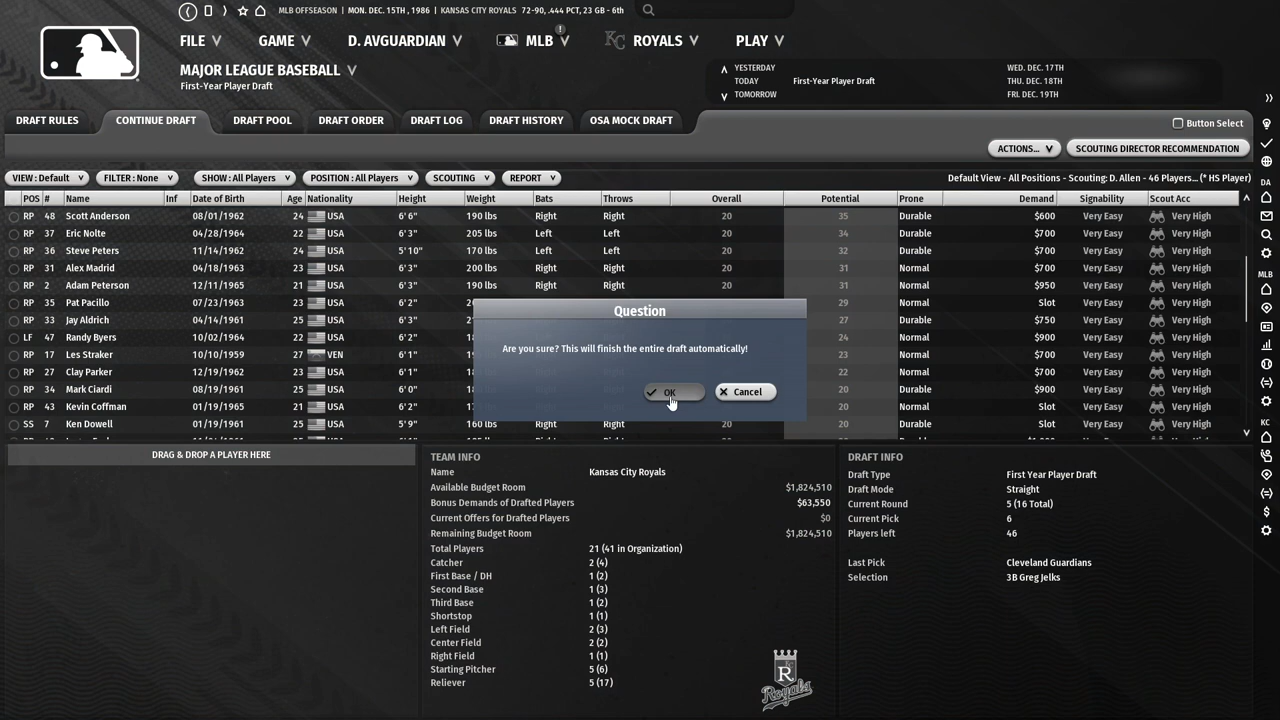 MLB OFFSEASON | MON. DEC. 15TH, 1986 | KANSAS CITY ROYALS 72-90, .444 PCT, 23 GB - 6th
FILE GAME D. AVGUARDIAN MLB ROYALS PLAY
MAJOR LEAGUE BASEBALL
First-Year Player Draft
YESTERDAY WED. DEC. 17TH
TODAY First-Year Player Draft THU. DEC. 18TH
TOMORROW FRI. DEC. 19TH
DRAFT RULES CONTINUE DRAFT DRAFT POOL DRAFT ORDER DRAFT LOG DRAFT HISTORY OSA MOCK DRAFT
Button Select
ACTIONS... SCOUTING DIRECTOR RECOMMENDATION
VIEW : Default FILTER : None SHOW : All Players POSITION : All Players SCOUTING REPORT Default View - All Positions - Scouting: D. Allen - 46 Players... (* HS Player)
POS # Name Inf Date of Birth Age Nationality Height Weight Bats Throws Overall Potential Prone Demand Signability Scout Acc
RP 48 Scott Anderson 08/01/1962 24 USA 6'6" 190 lbs Right Right 20 35 Durable $600 Very Easy Very High
RP 37 Eric Nolte 04/28/1964 22 USA 6'3" 205 lbs Left Left 20 34 Durable $700 Very Easy Very High
RP 36 Steve Peters 11/14/1962 24 USA 5'10" 170 lbs Left Left 20 32 Durable $700 Very Easy Very High
RP 31 Alex Madrid 04/18/1963 23 USA 6'3" 200 lbs Right Right 20 31 Normal $700 Very Easy Very High
RP 2 Adam Peterson 12/11/1965 21 USA 6'3" 190 lbs Right Right 20 31 Normal $950 Very Easy Very High
RP 35 Pat Pacillo 07/23/1963 23 USA 6'2" 29 Durable Slot Very Easy Very High
RP 33 Jay Aldrich 04/14/1961 25 USA 6'3" 27 Durable $750 Very Easy Very High
LF 47 Randy Byers 10/02/1964 22 USA 6'2" 24 Normal $900 Very Easy Very High
RP 17 Les Straker 10/10/1959 27 VEN 6'1" 23 Normal $700 Very Easy Very High
RP 27 Clay Parker 12/19/1962 24 USA 6'1" 22 Normal $700 Very Easy Very High
RP 34 Mark Ciardi 08/19/1961 25 USA 6'0" 20 Durable $900 Very Easy Very High
RP 43 Kevin Coffman 01/19/1965 21 USA 6'2" 20 Normal Slot Very Easy Very High
SS 7 Ken Dowell 01/19/1961 25 USA 5'9" 160 lbs Right Right 20 20 Durable Slot Very Easy Very High
Question
Are you sure? This will finish the entire draft automatically!
OK Cancel
DRAG & DROP A PLAYER HERE
TEAM INFO
Name Kansas City Royals
Available Budget Room $1,824,510
Bonus Demands of Drafted Players $63,550
Current Offers for Drafted Players $0
Remaining Budget Room $1,824,510
Total Players 21 (41 in Organization)
Catcher 2 (4)
First Base / DH 1 (2)
Second Base 1 (3)
Third Base 1 (2)
Shortstop 1 (1)
Left Field 2 (3)
Center Field 2 (2)
Right Field 1 (1)
Starting Pitcher 5 (6)
Reliever 5 (17)
KC
R
Royals
DRAFT INFO
Draft Type First Year Player Draft
Draft Mode Straight
Current Round 5 (16 Total)
Current Pick 6
Players left 46
Last Pick Cleveland Guardians
Selection 3B Greg Jelks
DA
MLB
KC